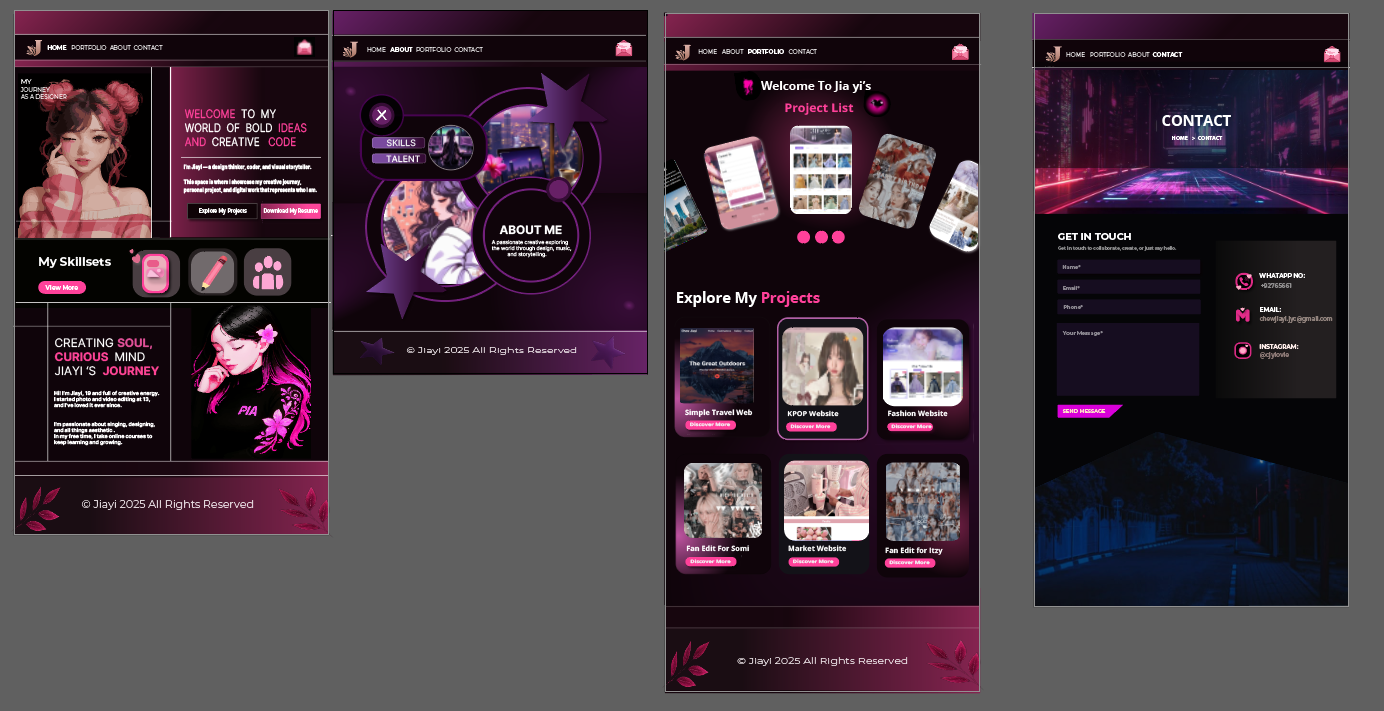 HOME PORTFOLIO ABOUT CONTACT
MY
JOURNEY
AS A DESIGNER
WELCOME TO MY
WORLD OF BOLD IDEAS
AND CREATIVE CODE
I'm Jiayi — a design thinker, coder, and visual storyteller.
This space is where I showcase my creative journey,
personal project, and digital work that represents who I am.
Explore My Projects
Download My Resume
My Skillsets
View More
CREATING SOUL,
CURIOUS MIND
JIAYI 'S JOURNEY
Hi! I'm Jiayi, 19 and full of creative energy.
I started photo and video editing at 13,
and I've loved it ever since.
I'm passionate about singing, designing,
and all things aesthetic .
In my free time, I take online courses to
keep learning and growing.
PIA
© Jiayi 2025 All Rights Reserved
HOME ABOUT PORTFOLIO CONTACT
X
SKILLS
TALENT
ABOUT ME
A passionate creative exploring
the world through design, music,
and storytelling.
© Jiayi 2025 All Rights Reserved
HOME ABOUT PORTFOLIO CONTACT
Welcome To Jia yi's
Project List
Explore My Projects
The Great Outdoors
Simple Travel Web
Discover More
KPOP Website
Discover More
Fashion Website
Discover More
Fan Edit For Somi
Discover More
Market Website
Discover More
Fan Edit for Itzy
Discover More
© Jiayi 2025 All Rights Reserved
HOME PORTFOLIO ABOUT CONTACT
CONTACT
HOME > CONTACT
GET IN TOUCH
Get in touch to collaborate, create, or just say hello.
Name*
Email*
Phone*
Your Message*
SEND MESSAGE
WHATAPP NO:
+92765661
EMAIL:
chewjiayi.jyc@gmail.com
INSTAGRAM: